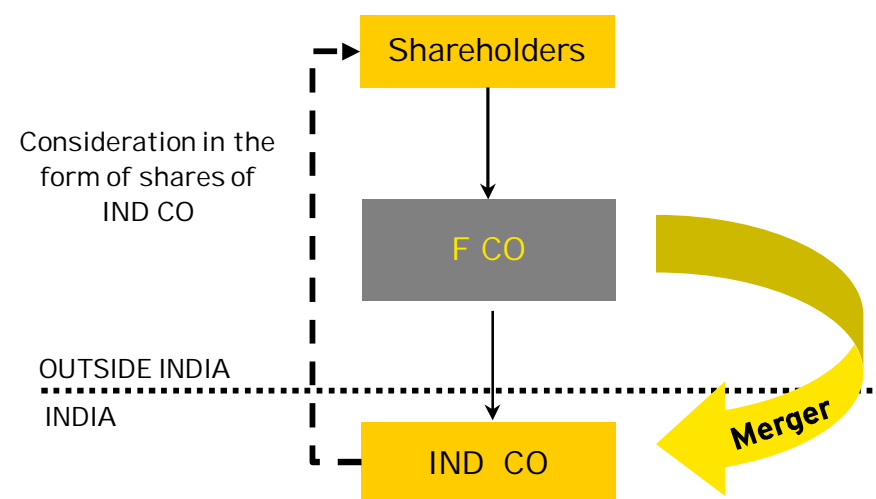 Shareholders
Consideration in the
form of shares of
IND CO
F CO
OUTSIDE INDIA
INDIA
Merger
IND CO